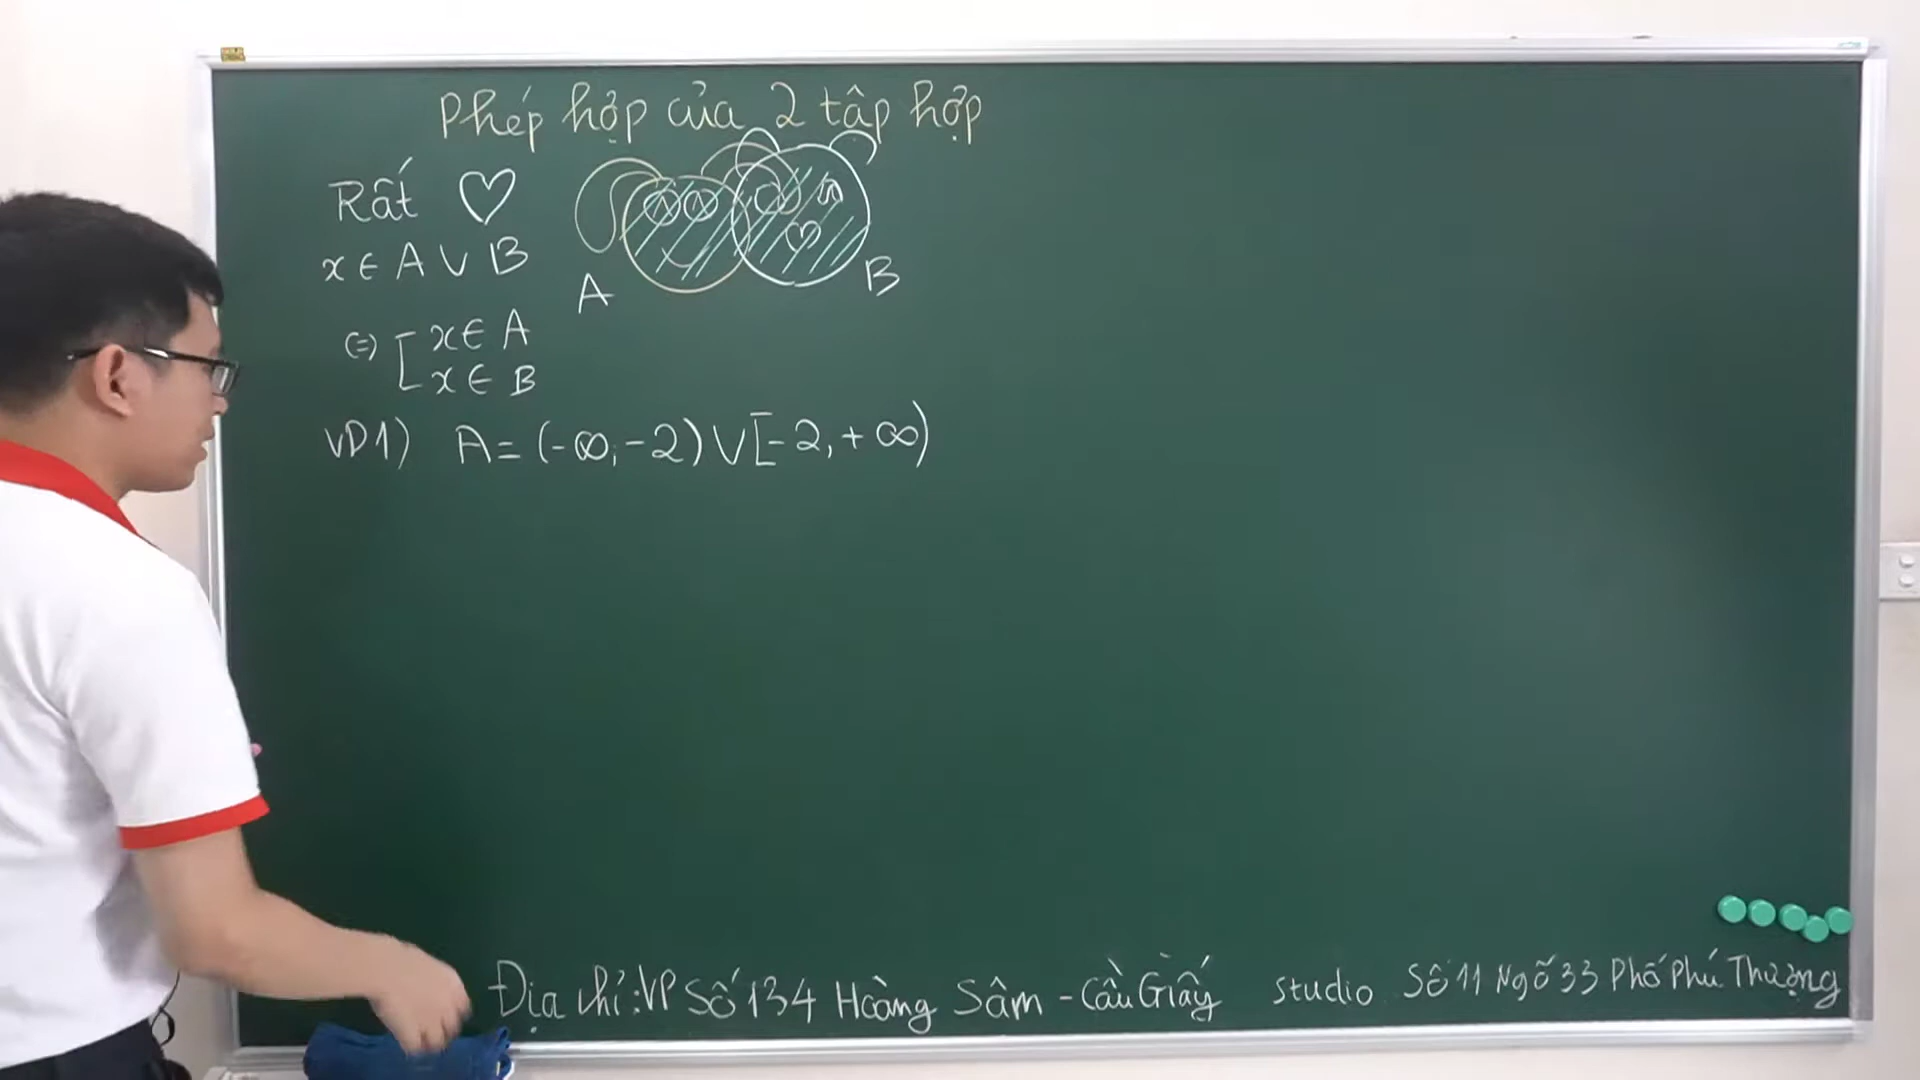 Phép hợp của 2 tập hợp
Rất ♡
x ∈ A ∪ B
A
B
⇔ [ x ∈ A
x ∈ B
VD1) A = (-∞; -2) ∪ [-2, +∞)
Địa chỉ: VP Số 134 Hoàng Sâm - Cầu Giấy studio Số 11 Ngõ 33 Phố Phú Thượng